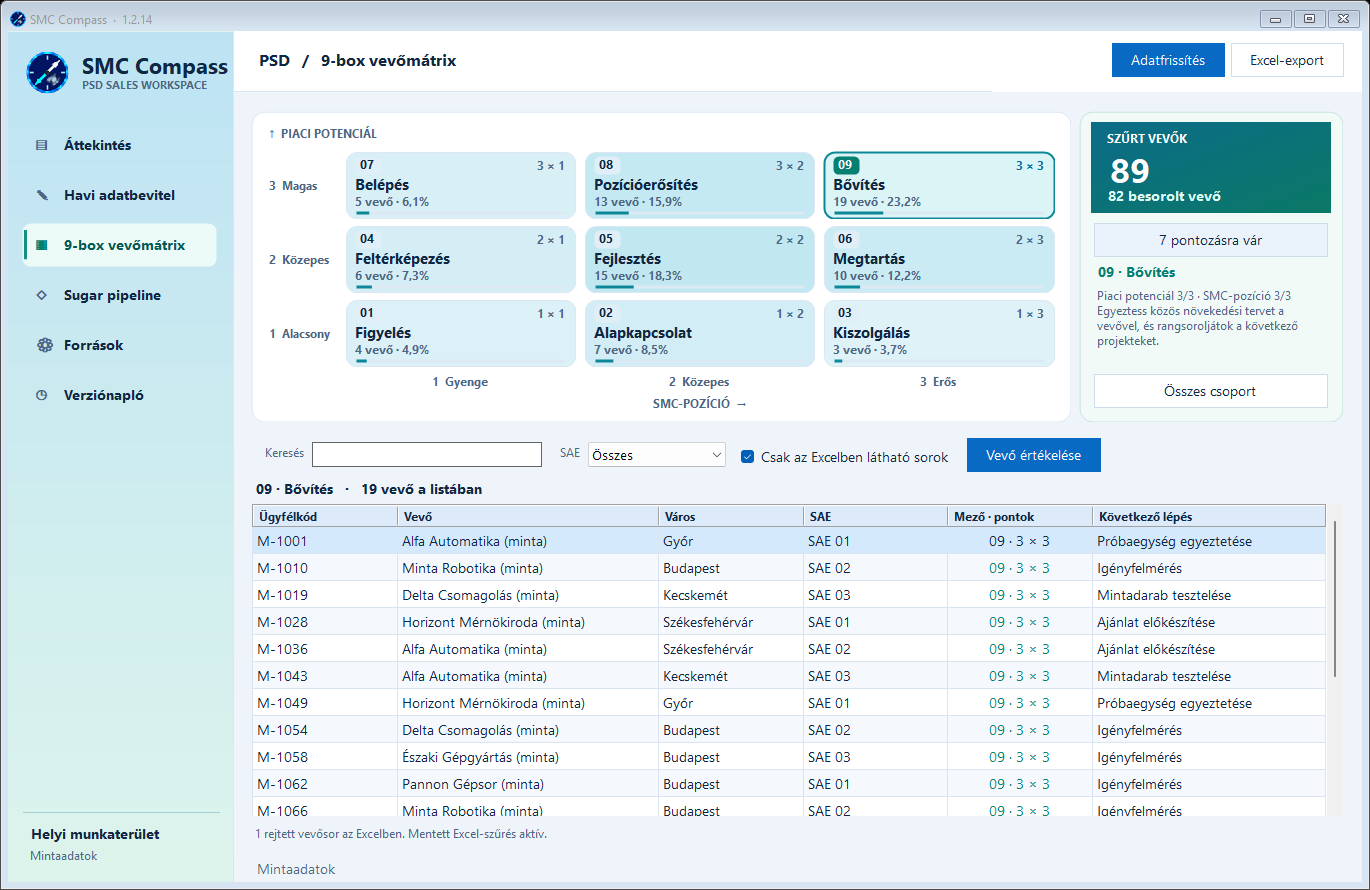 SMC Compass · 1.2.14
SMC Compass
PSD SALES WORKSPACE
Áttekintés
Havi adatbevitel
9-box vevőmátrix
Sugar pipeline
Források
Verziónapló
Helyi munkaterület
Mintaadatok
PSD / 9-box vevőmátrix
Adatfrissítés
Excel-export
↑ PIACI POTENCIÁL
3 Magas
07 3 × 1
Belépés
5 vevő · 6,1%
08 3 × 2
Pozícióerősítés
13 vevő · 15,9%
09 3 × 3
Bővítés
19 vevő · 23,2%
2 Közepes
04 2 × 1
Feltérképezés
6 vevő · 7,3%
05 2 × 2
Fejlesztés
15 vevő · 18,3%
06 2 × 3
Megtartás
10 vevő · 12,2%
1 Alacsony
01 1 × 1
Figyelés
4 vevő · 4,9%
02 1 × 2
Alapkapcsolat
7 vevő · 8,5%
03 1 × 3
Kiszolgálás
3 vevő · 3,7%
1 Gyenge 2 Közepes 3 Erős
SMC-POZÍCIÓ →
SZŰRT VEVŐK
89
82 besorolt vevő
7 pontozásra vár
09 · Bővítés
Piaci potenciál 3/3 · SMC-pozíció 3/3
Egyeztess közös növekedési tervet a
vevővel, és rangsoroljátok a következő
projekteket.
Összes csoport
Keresés SAE Összes Csak az Excelben látható sorok Vevő értékelése
09 · Bővítés · 19 vevő a listában
Ügyfélkód Vevő Város SAE Mező · pontok Következő lépés
M-1001 Alfa Automatika (minta) Győr SAE 01 09 · 3 × 3 Próbaegység egyeztetése
M-1010 Minta Robotika (minta) Budapest SAE 02 09 · 3 × 3 Igényfelmérés
M-1019 Delta Csomagolás (minta) Kecskemét SAE 03 09 · 3 × 3 Mintadarab tesztelése
M-1028 Horizont Mérnökiroda (minta) Székesfehérvár SAE 01 09 · 3 × 3 Ajánlat előkészítése
M-1036 Alfa Automatika (minta) Székesfehérvár SAE 02 09 · 3 × 3 Ajánlat előkészítése
M-1043 Alfa Automatika (minta) Kecskemét SAE 03 09 · 3 × 3 Mintadarab tesztelése
M-1049 Horizont Mérnökiroda (minta) Győr SAE 01 09 · 3 × 3 Próbaegység egyeztetése
M-1054 Delta Csomagolás (minta) Budapest SAE 02 09 · 3 × 3 Igényfelmérés
M-1058 Északi Gépgyártás (minta) Budapest SAE 03 09 · 3 × 3 Igényfelmérés
M-1062 Pannon Gépsor (minta) Budapest SAE 01 09 · 3 × 3 Igényfelmérés
M-1066 Minta Robotika (minta) Budapest SAE 02 09 · 3 × 3 Igényfelmérés
1 rejtett vevősor az Excelben. Mentett Excel-szűrés aktív.
Mintaadatok